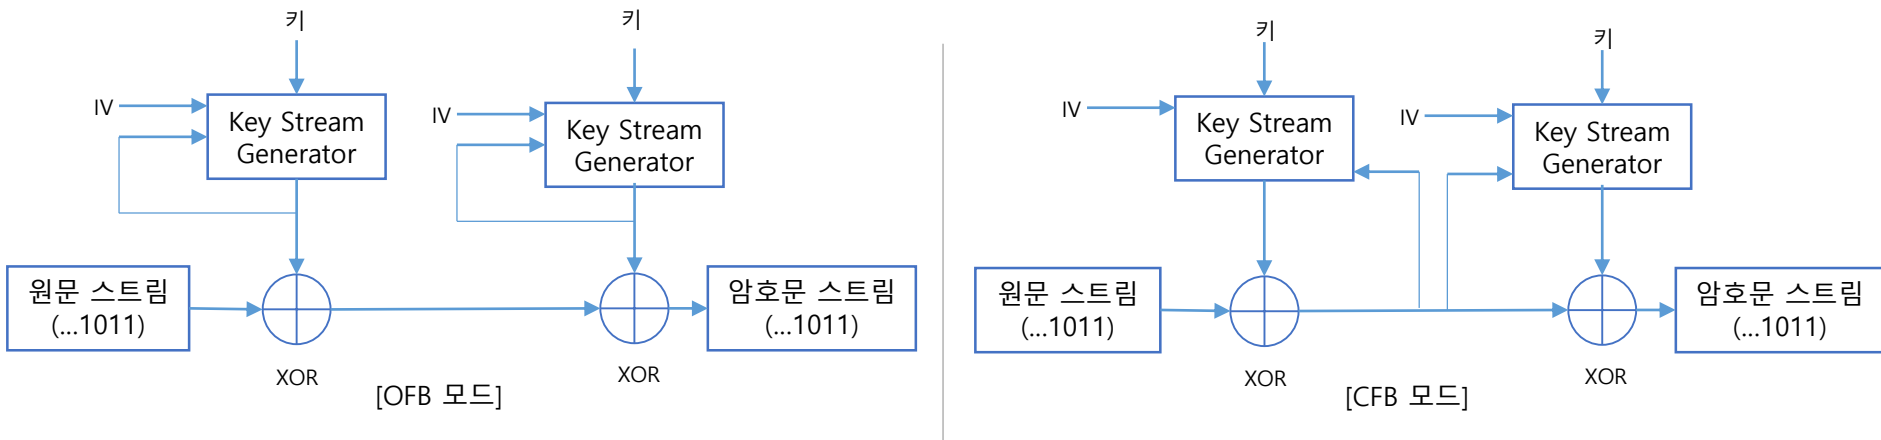 키
IV
Key Stream
Generator
키
IV
Key Stream
Generator
원문 스트림
(...1011)
XOR
XOR
암호문 스트림
(...1011)
[OFB 모드]
키
IV
Key Stream
Generator
키
IV
Key Stream
Generator
원문 스트림
(...1011)
XOR
XOR
암호문 스트림
(...1011)
[CFB 모드]